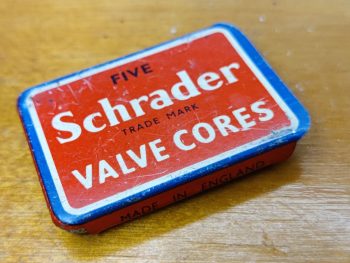 FIVE
Schrader
TRADE MARK
VALVE CORES
MADE IN ENGLAND